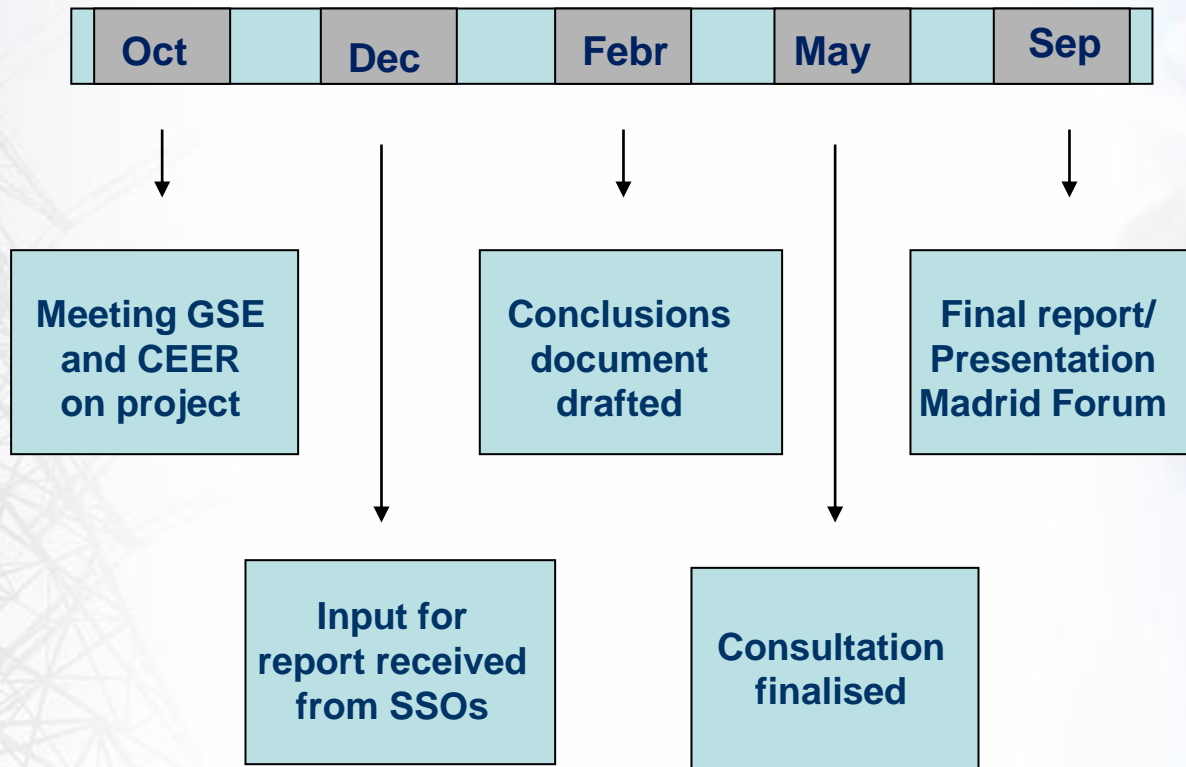 Oct
Dec
Febr
May
Sep
Meeting GSE
and CEER
on project
Conclusions
document
drafted
Final report/
Presentation
Madrid Forum
Input for
report received
from SSOs
Consultation
finalised